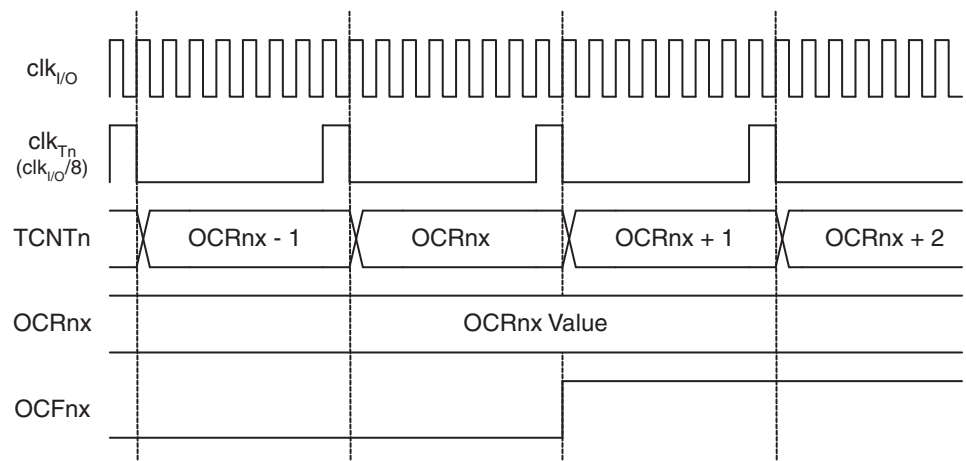 clkI/O
clkTn
(clkI/O/8)
TCNTn
OCRnx - 1
OCRnx
OCRnx + 1
OCRnx + 2
OCRnx
OCRnx Value
OCFnx